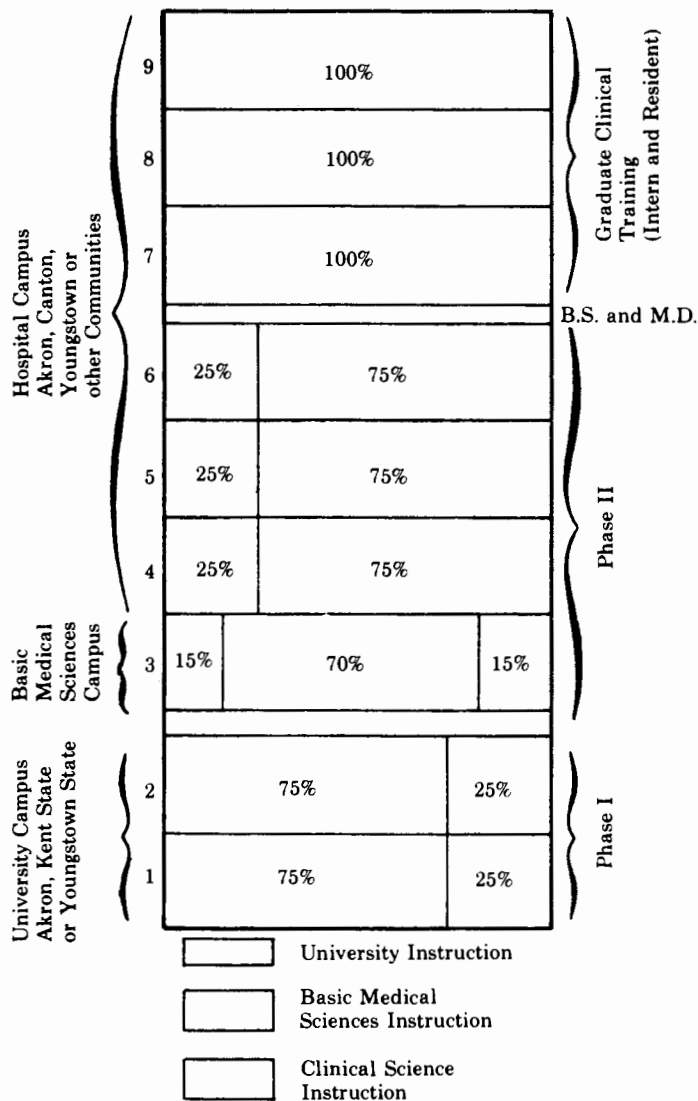 9
100%
8
100%
7
100%
B.S. and M.D.
6
25%
75%
5
25%
75%
4
25%
75%
3
15%
70%
15%
2
75%
25%
1
75%
25%
Hospital Campus
Akron, Canton,
Youngstown or
other Communities
Basic
Medical
Sciences
Campus
University Campus
Akron, Kent State
or Youngstown State
Graduate Clinical
Training
(Intern and Resident)
Phase II
Phase I
University Instruction
Basic Medical
Sciences Instruction
Clinical Science
Instruction